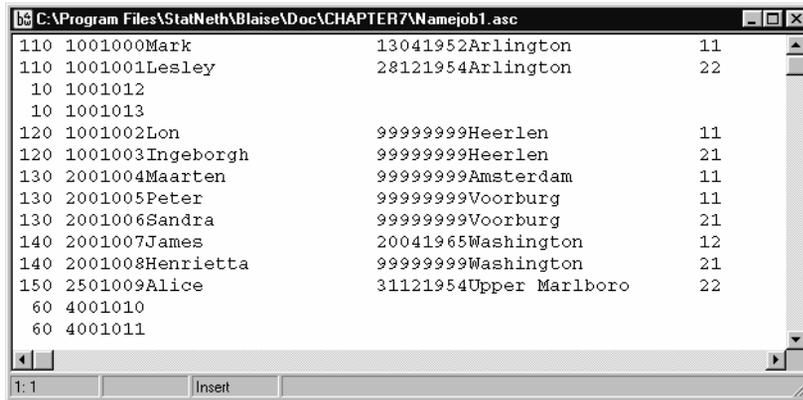 C:\Program Files\StatNeth\Blaise\Doc\CHAPTER7\Namejob1.asc
110 1001000Mark 13041952Arlington 11
110 1001001Lesley 28121954Arlington 22
10 1001012
10 1001013
120 1001002Lon 99999999Heerlen 11
120 1001003Ingeborgh 99999999Heerlen 21
130 2001004Maarten 99999999Amsterdam 11
130 2001005Peter 99999999Voorburg 11
130 2001006Sandra 99999999Voorburg 21
140 2001007James 20041965Washington 12
140 2001008Henrietta 99999999Washington 21
150 2501009Alice 31121954Upper Marlboro 22
60 4001010
60 4001011
1: 1 Insert